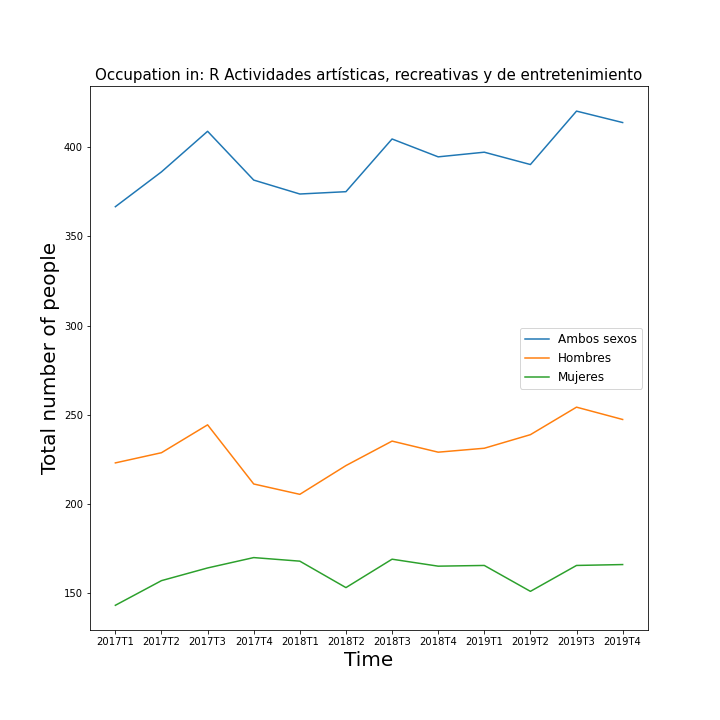 Occupation in: R Actividades artísticas, recreativas y de entretenimiento
Total number of people
400
350
300
250
200
150
Ambos sexos
Hombres
Mujeres
2017T1 2017T2 2017T3 2017T4 2018T1 2018T2 2018T3 2018T4 2019T1 2019T2 2019T3 2019T4
Time